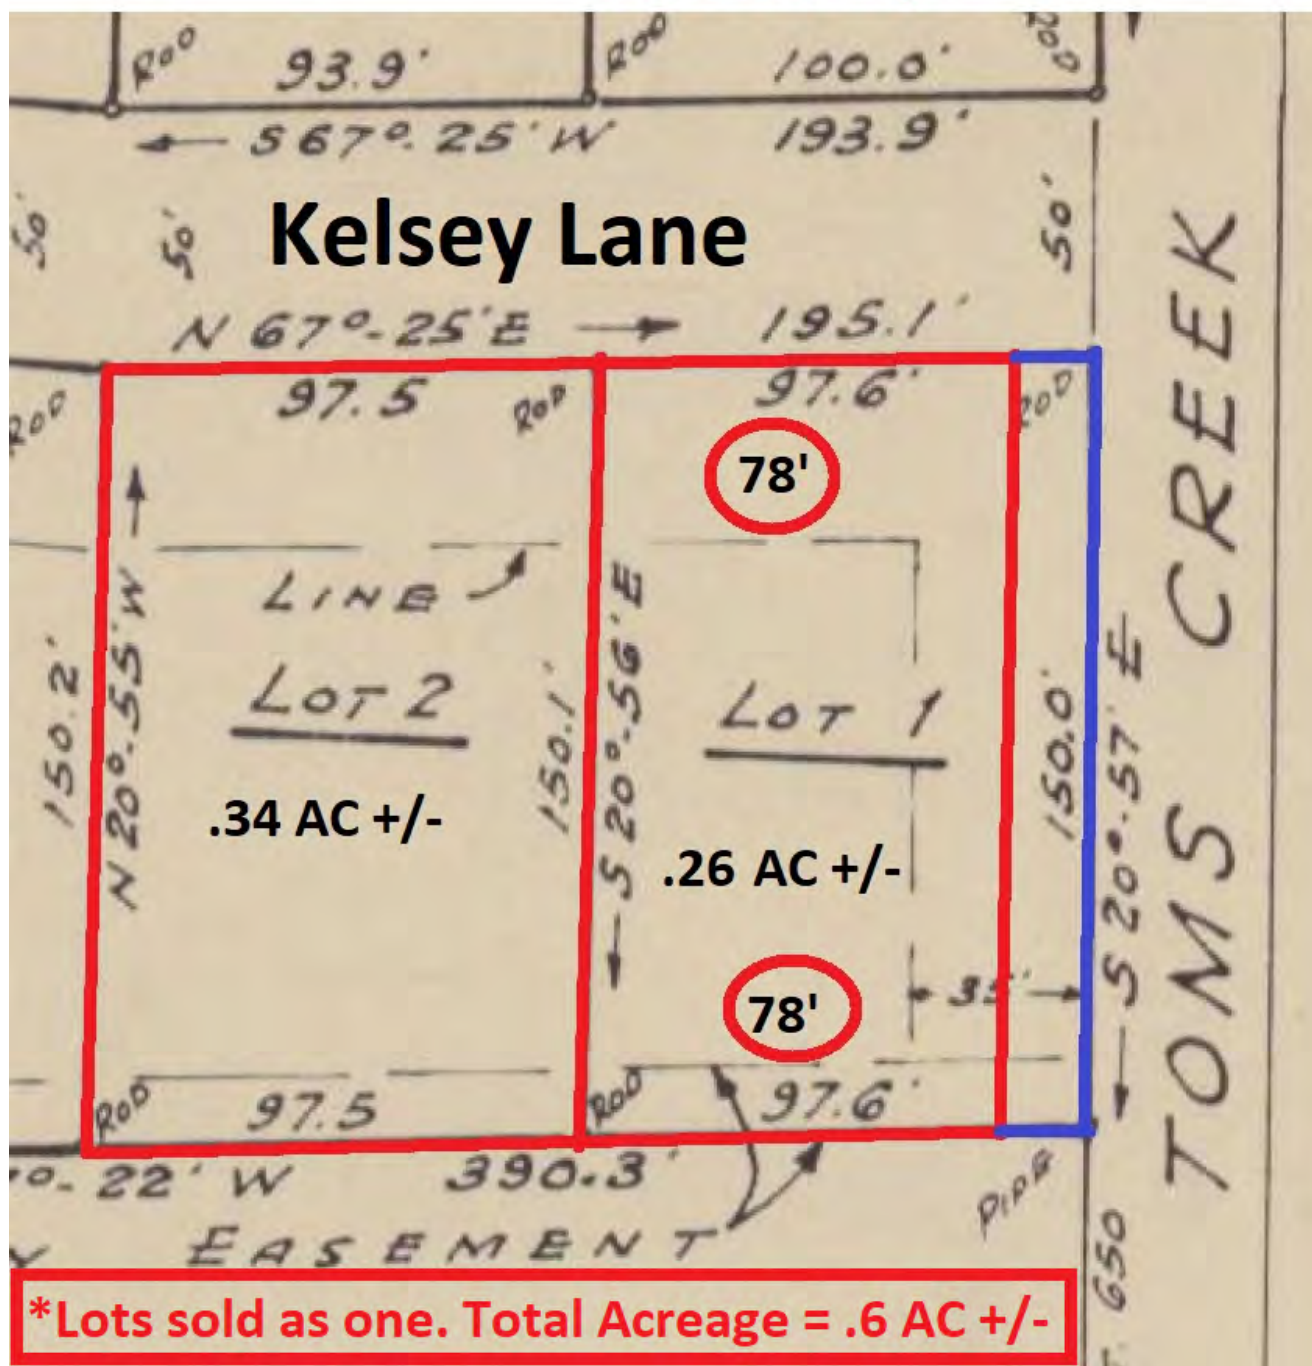 ROD 93.9' ROD 100.0' ROD
← S 67°-25' W 193.9'
50' 50' Kelsey Lane 50'
N 67°-25' E → 195.1'
ROD 97.5 ROD 97.6' ROD
78'
LINE
N 20°-55' W
S 20°-56' E
150.2' LOT 2 150.1' LOT 1 150.0'
S 20°-57' E
.34 AC +/-
.26 AC +/-
35'
78'
TOMS CREEK
ROD 97.5 ROD 97.6'
°-22' W 390.3' PIPE
EASEMENT
650
*Lots sold as one. Total Acreage = .6 AC +/-